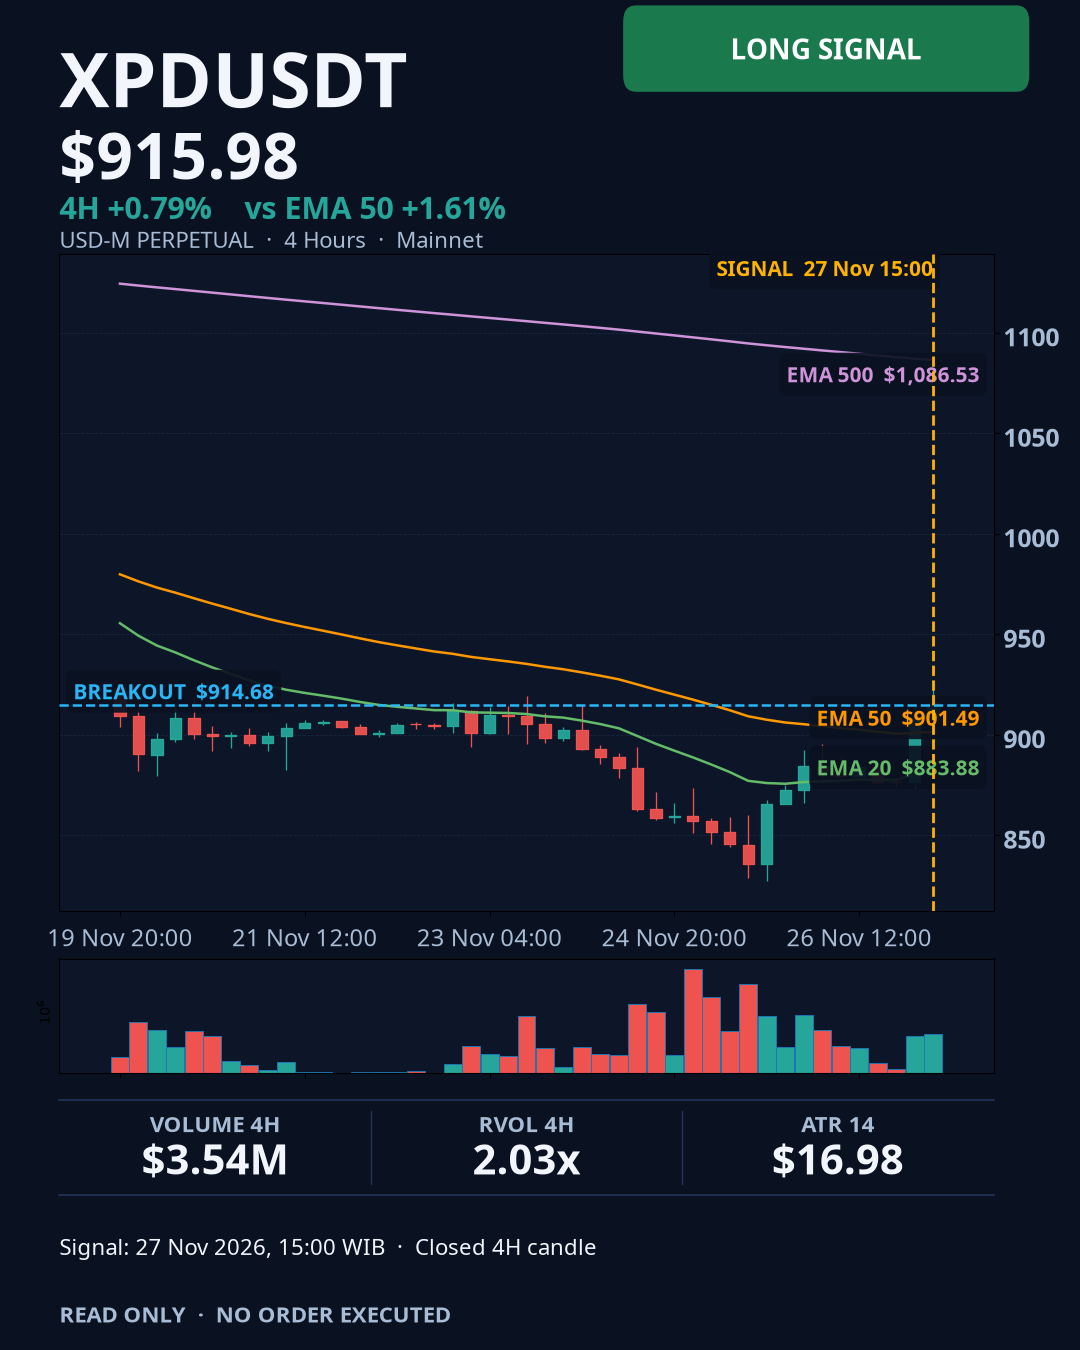 LONG SIGNAL
XPDUSDT
$915.98
4H +0.79% vs EMA 50 +1.61%
USD-M PERPETUAL · 4 Hours · Mainnet
SIGNAL 27 Nov 15:00
EMA 500 $1,086.53
BREAKOUT $914.68
EMA 50 $901.49
EMA 20 $883.88
1100
1050
1000
950
900
850
19 Nov 20:00
21 Nov 12:00
23 Nov 04:00
24 Nov 20:00
26 Nov 12:00
10⁶
VOLUME 4H
$3.54M
RVOL 4H
2.03x
ATR 14
$16.98
Signal: 27 Nov 2026, 15:00 WIB · Closed 4H candle
READ ONLY · NO ORDER EXECUTED